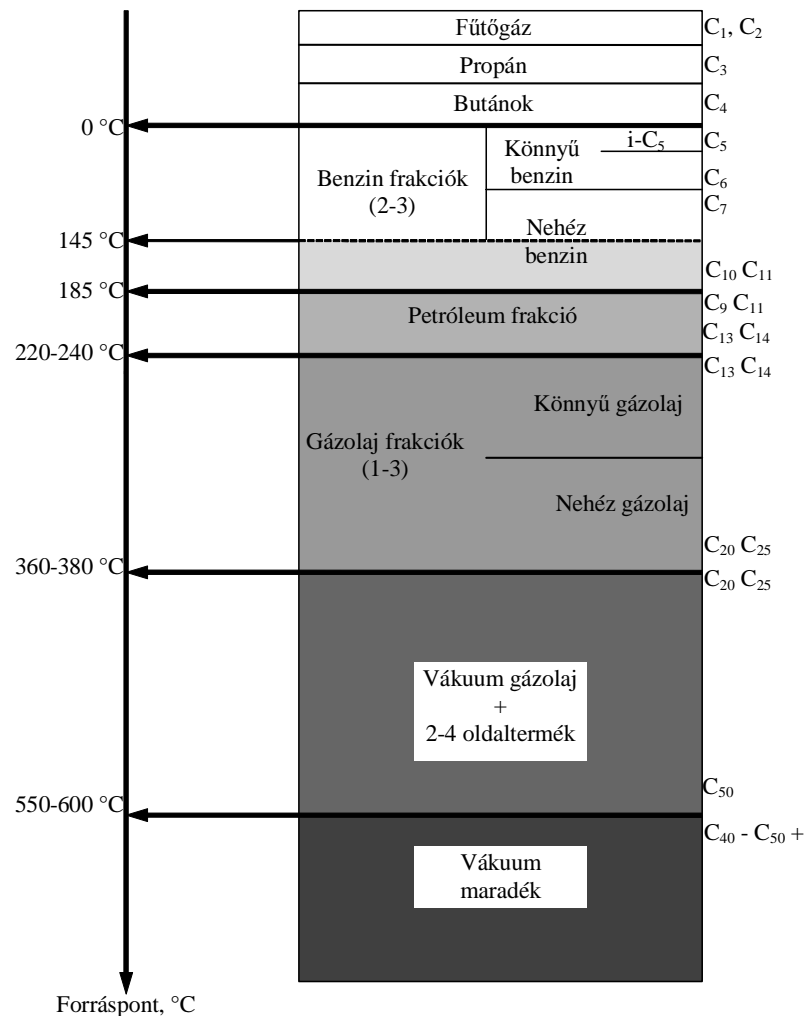 Fűtőgáz
C1, C2
Propán
C3
Butánok
C4
0 °C
Benzin frakciók
(2-3)
Könnyű
benzin
i-C5
C5
C6
C7
145 °C
Nehéz
benzin
C10 C11
185 °C
C9 C11
Petróleum frakció
C13 C14
220-240 °C
C13 C14
Könnyű gázolaj
Gázolaj frakciók
(1-3)
Nehéz gázolaj
C20 C25
360-380 °C
C20 C25
Vákuum gázolaj
+
2-4 oldaltermék
C50
550-600 °C
C40 - C50 +
Vákuum
maradék
Forráspont, °C